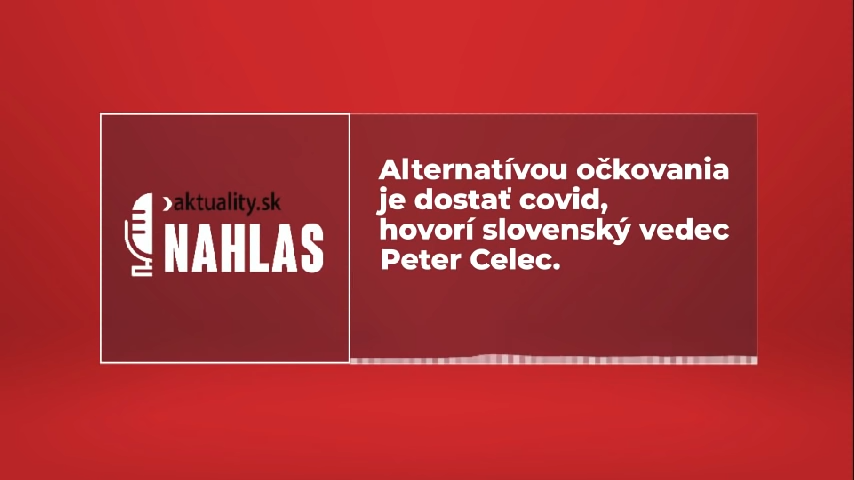 aktuality.sk
NAHLAS
Alternatívou očkovania
je dostať covid,
hovorí slovenský vedec
Peter Celec.